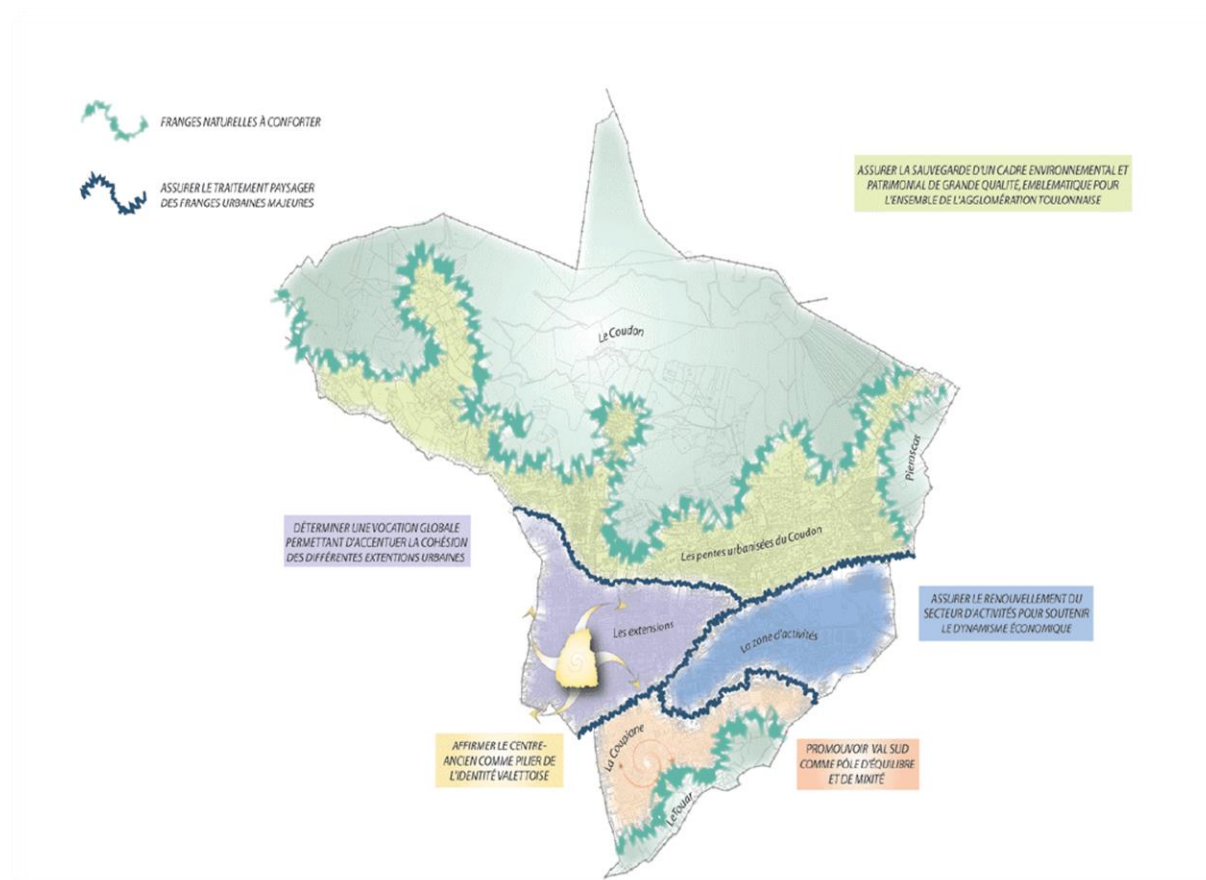 FRANGES NATURELLES À CONFORTER
ASSURER LE TRAITEMENT PAYSAGER
DES FRANGES URBAINES MAJEURES
ASSURER LA SAUVEGARDE D'UN CADRE ENVIRONMENTAL ET
PATRIMONIAL DE GRANDE QUALITÉ, EMBLÉMATIQUE POUR
L'ENSEMBLE DE L'AGGLOMÉRATION TOULONNAISE
Le Coudon
Pierrascas
DÉTERMINER UNE VOCATION GLOBALE
PERMETTANT D'ACCENTUER LA COHÉSION
DES DIFFÉRENTES EXTENTIONS URBAINES
Les pentes urbanisées du Coudon
ASSURER LE RENOUVELLEMENT DU
SECTEUR D'ACTIVITÉS POUR SOUTENIR
LE DYNAMISME ÉCONOMIQUE
Les extensions
La zone d'activités
AFFIRMER LE CENTRE-
ANCIEN COMME PILIER DE
L'IDENTITÉ VALETTOISE
La Coupiane
PROMOUVOIR VAL SUD
COMME PÔLE D'ÉQUILIBRE
ET DE MIXITÉ
Le Touar